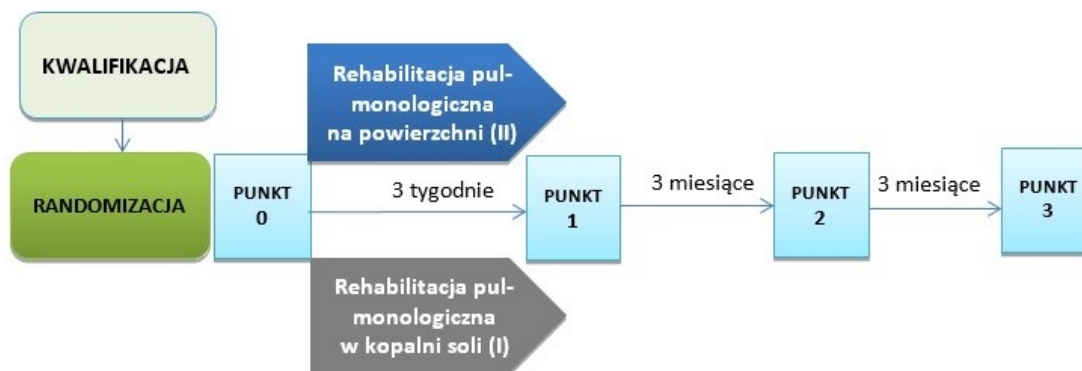 KWALIFIKACJA
RANDOMIZACJA
PUNKT
0
Rehabilitacja pul-
monologiczna
na powierzchni (II)
3 tygodnie
Rehabilitacja pul-
monologiczna
w kopalni soli (I)
PUNKT
1
3 miesiące
PUNKT
2
3 miesiące
PUNKT
3